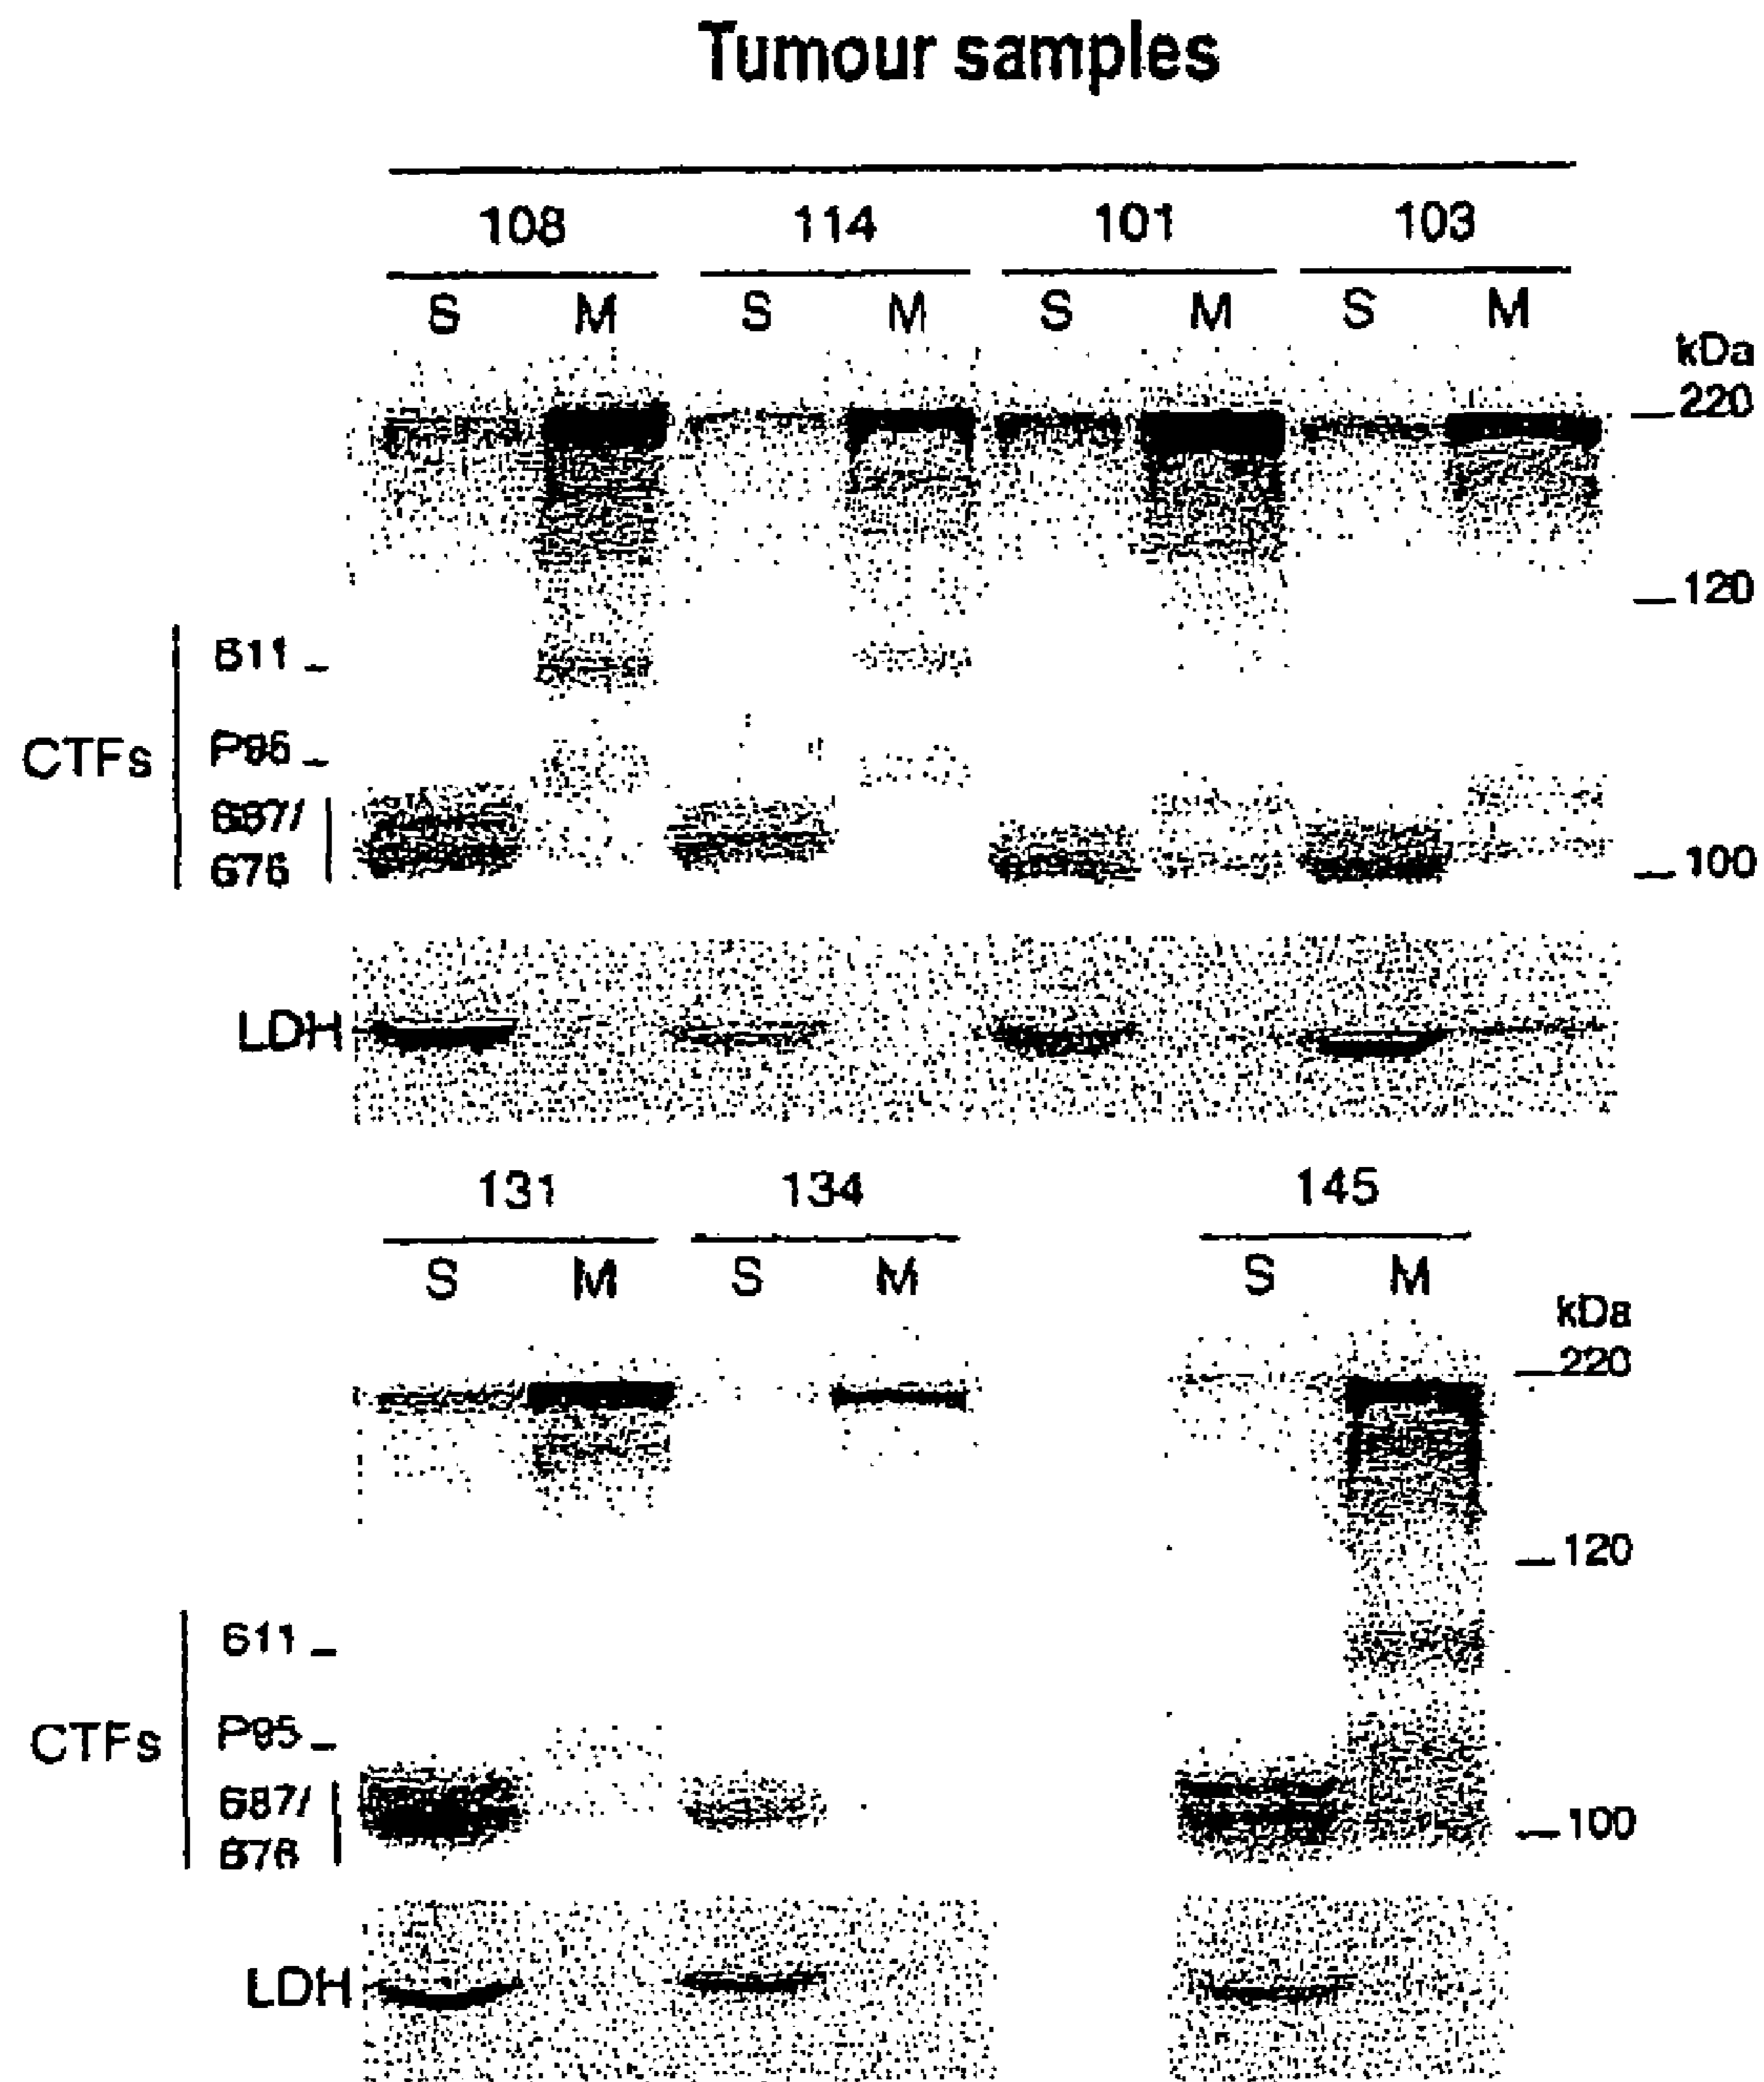 Tumour samples
108 114 101 103
S M S M S M S M
kDa
220
120
611
CTFs
P95
687/
676
100
LDH
131 134 145
S M S M S M
kDa
220
120
611
CTFs
P95
687/
676
100
LDH